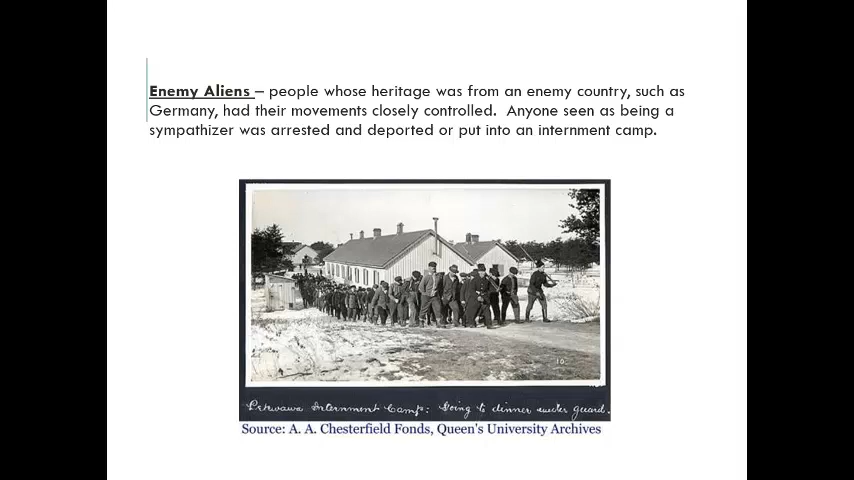 Enemy Aliens – people whose heritage was from an enemy country, such as
Germany, had their movements closely controlled.  Anyone seen as being a
sympathizer was arrested and deported or put into an internment camp.
10
Petewawa Internment Camp: Going to dinner under guard.
Source: A. A. Chesterfield Fonds, Queen's University Archives